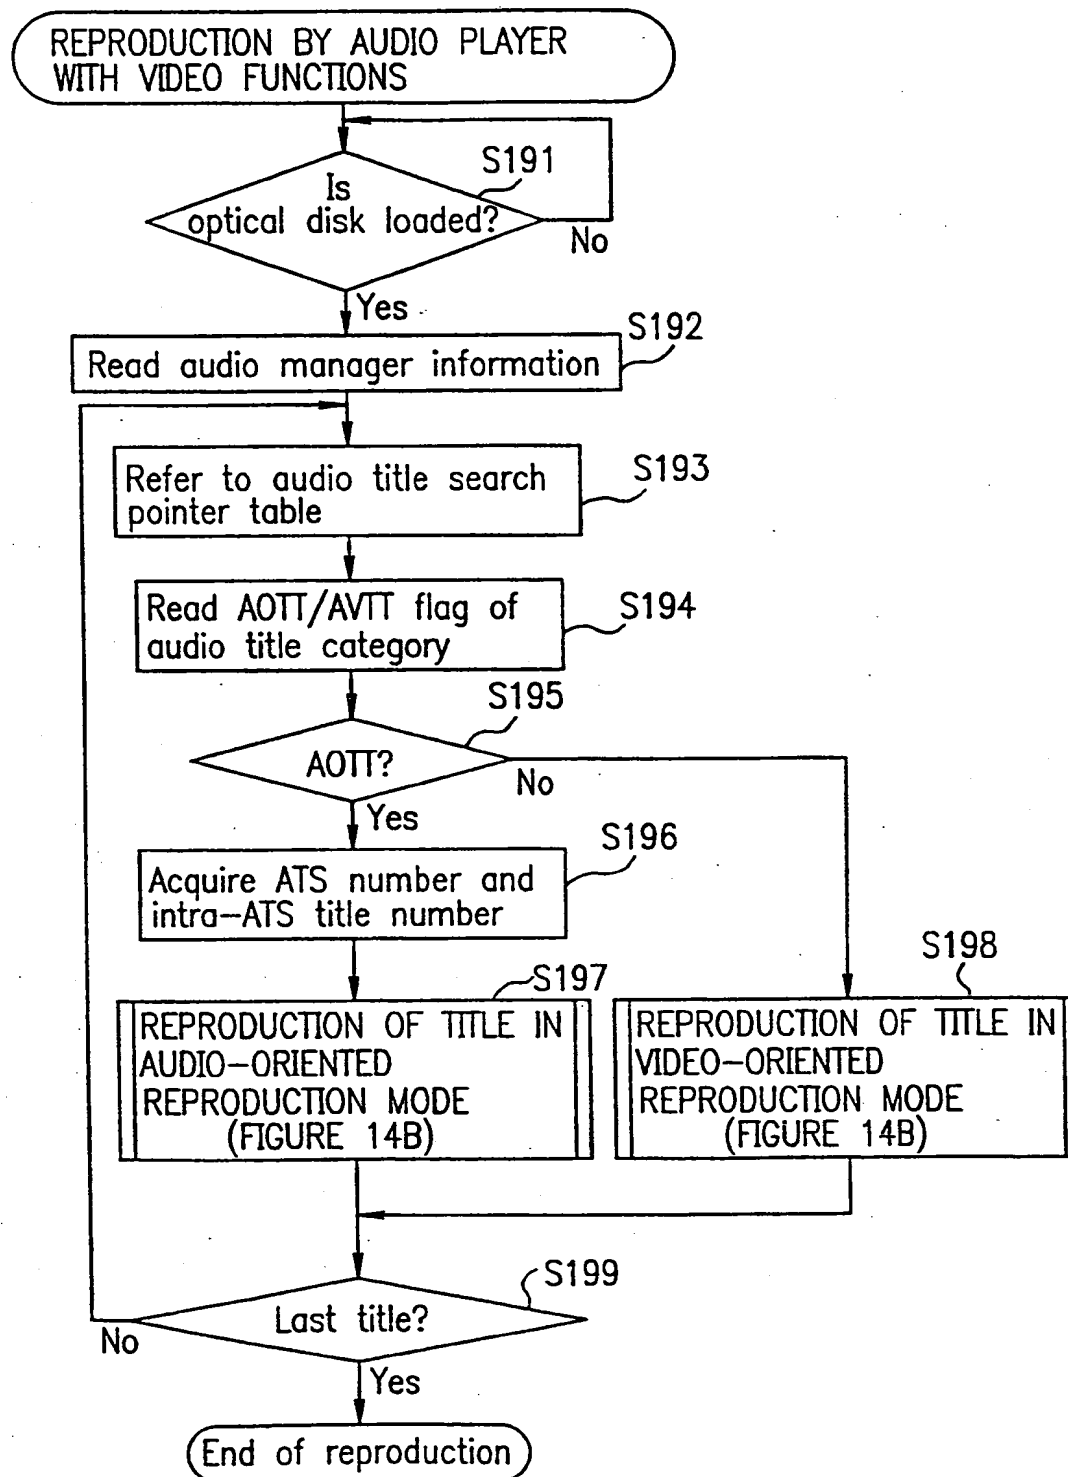 REPRODUCTION BY AUDIO PLAYER
WITH VIDEO FUNCTIONS
S191
Is
optical disk loaded?
No
Yes
S192
Read audio manager information
S193
Refer to audio title search
pointer table
S194
Read AOTT/AVTT flag of
audio title category
S195
AOTT?
No
Yes
S196
Acquire ATS number and
intra-ATS title number
S197
REPRODUCTION OF TITLE IN
AUDIO-ORIENTED
REPRODUCTION MODE
(FIGURE 14B)
S198
REPRODUCTION OF TITLE IN
VIDEO-ORIENTED
REPRODUCTION MODE
(FIGURE 14B)
S199
Last title?
No
Yes
End of reproduction